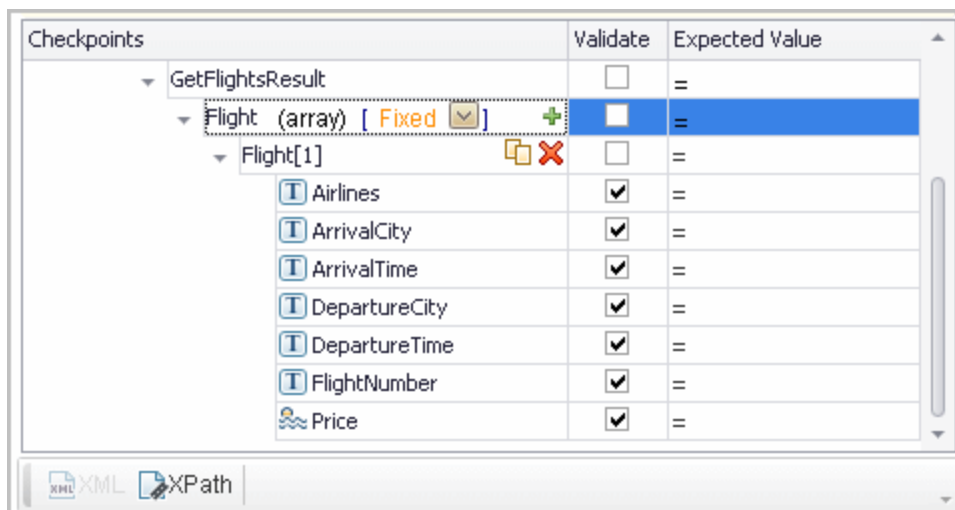 Checkpoints Validate Expected Value
GetFlightsResult =
Flight (array) [ Fixed ] =
Flight[1] =
T Airlines =
T ArrivalCity =
T ArrivalTime =
T DepartureCity =
T DepartureTime =
T FlightNumber =
Price =
XML XML XPath